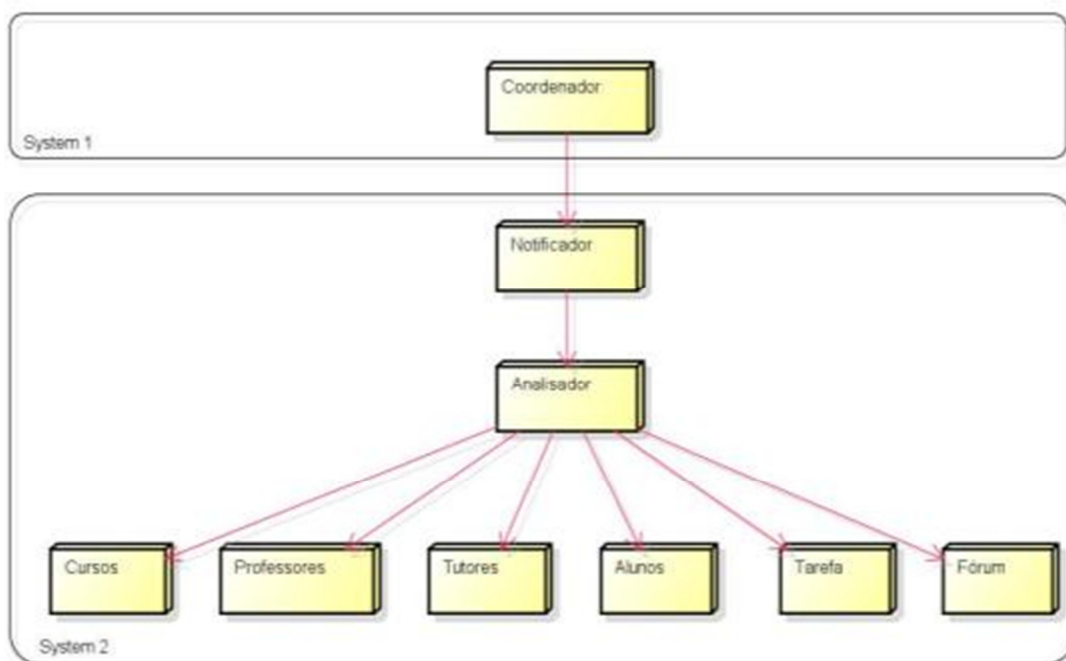 Coordenador
System 1
Notificador
Analisador
Cursos
Professores
Tutores
Alunos
Tarefa
Fórum
System 2